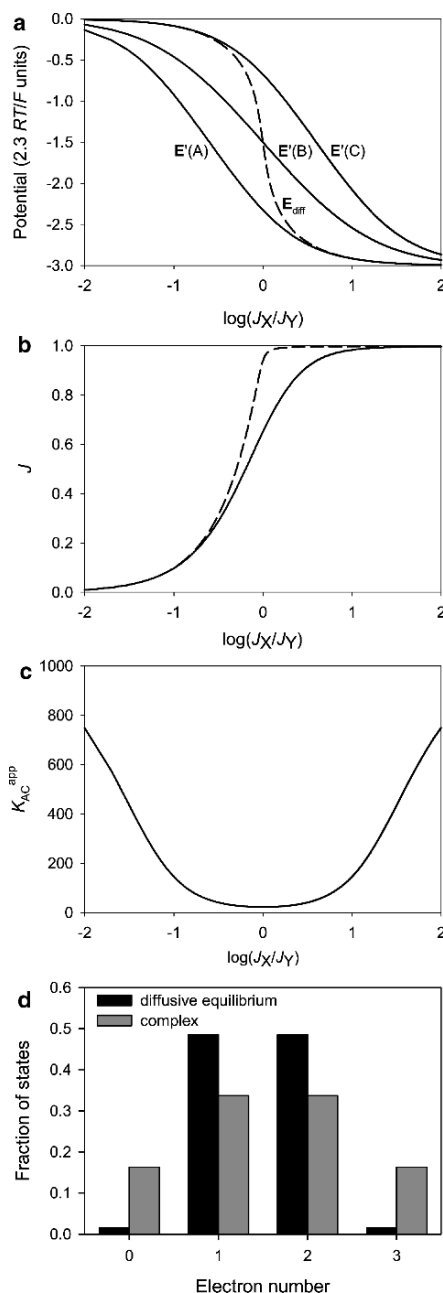 a
Potential (2.3 RT/F units)
0.0
-0.5
-1.0
-1.5
-2.0
-2.5
-3.0
E'(A)
E'(B)
E'(C)
Ediff
-2 -1 0 1 2
log(JX/JY)
b
J
1.0
0.8
0.6
0.4
0.2
0.0
-2 -1 0 1 2
log(JX/JY)
c
KACapp
1000
800
600
400
200
0
-2 -1 0 1 2
log(JX/JY)
d
Fraction of states
0.6
0.5
0.4
0.3
0.2
0.1
0.0
diffusive equilibrium
complex
0 1 2 3
Electron number